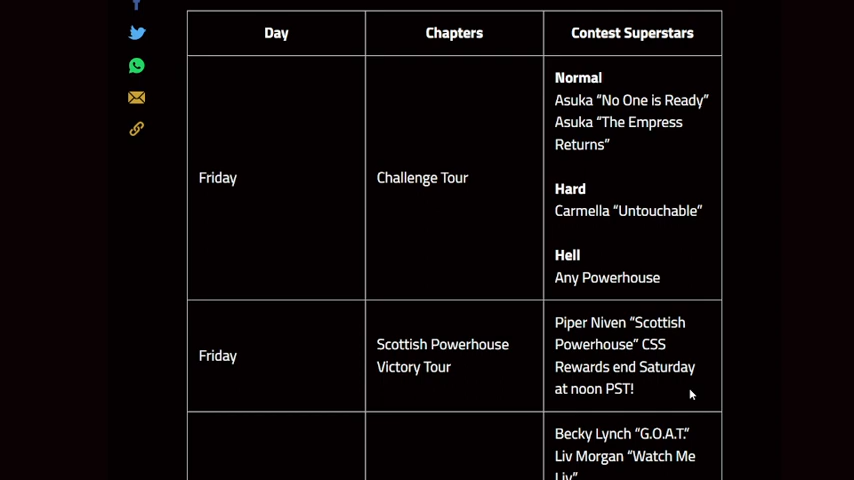 Day
Chapters
Contest Superstars
Friday
Challenge Tour
Normal
Asuka “No One is Ready”
Asuka “The Empress
Returns”
Hard
Carmella “Untouchable”
Hell
Any Powerhouse
Friday
Scottish Powerhouse
Victory Tour
Piper Niven “Scottish
Powerhouse” CSS
Rewards end Saturday
at noon PST!
Becky Lynch “G.O.A.T.”
Liv Morgan “Watch Me
Liv”